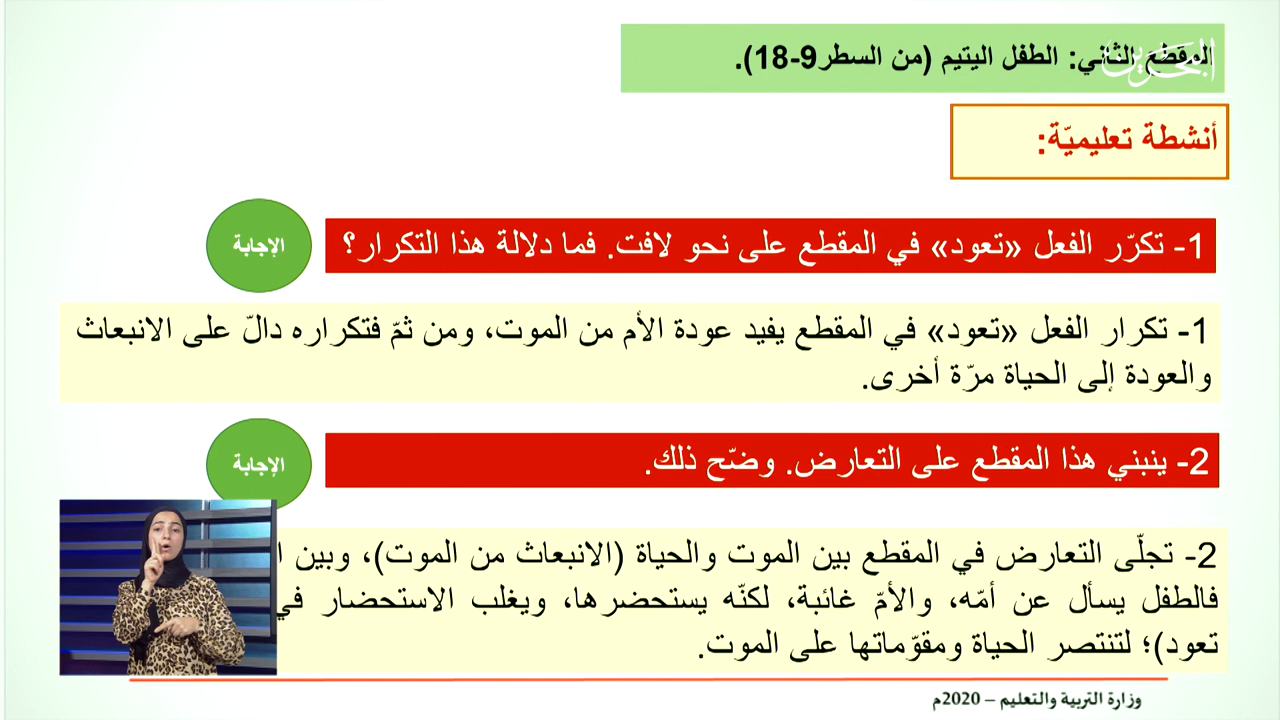 المقطع الثاني: الطفل اليتيم (من السطر9-18).
البحرين
أنشطة تعليميّة:
1- تكرّر الفعل «تعود» في المقطع على نحو لافت. فما دلالة هذا التكرار؟
الإجابة
1- تكرار الفعل «تعود» في المقطع يفيد عودة الأم من الموت، ومن ثمّ فتكراره دالّ على الانبعاث
والعودة إلى الحياة مرّة أخرى.
2- ينبني هذا المقطع على التعارض. وضّح ذلك.
الإجابة
2- تجلّى التعارض في المقطع بين الموت والحياة (الانبعاث من الموت)، وبين
فالطفل يسأل عن أمّه، والأمّ غائبة، لكنّه يستحضرها، ويغلب الاستحضار في
تعود)؛ لتنتصر الحياة ومقوّماتها على الموت.
وزارة التربية والتعليم – 2020م